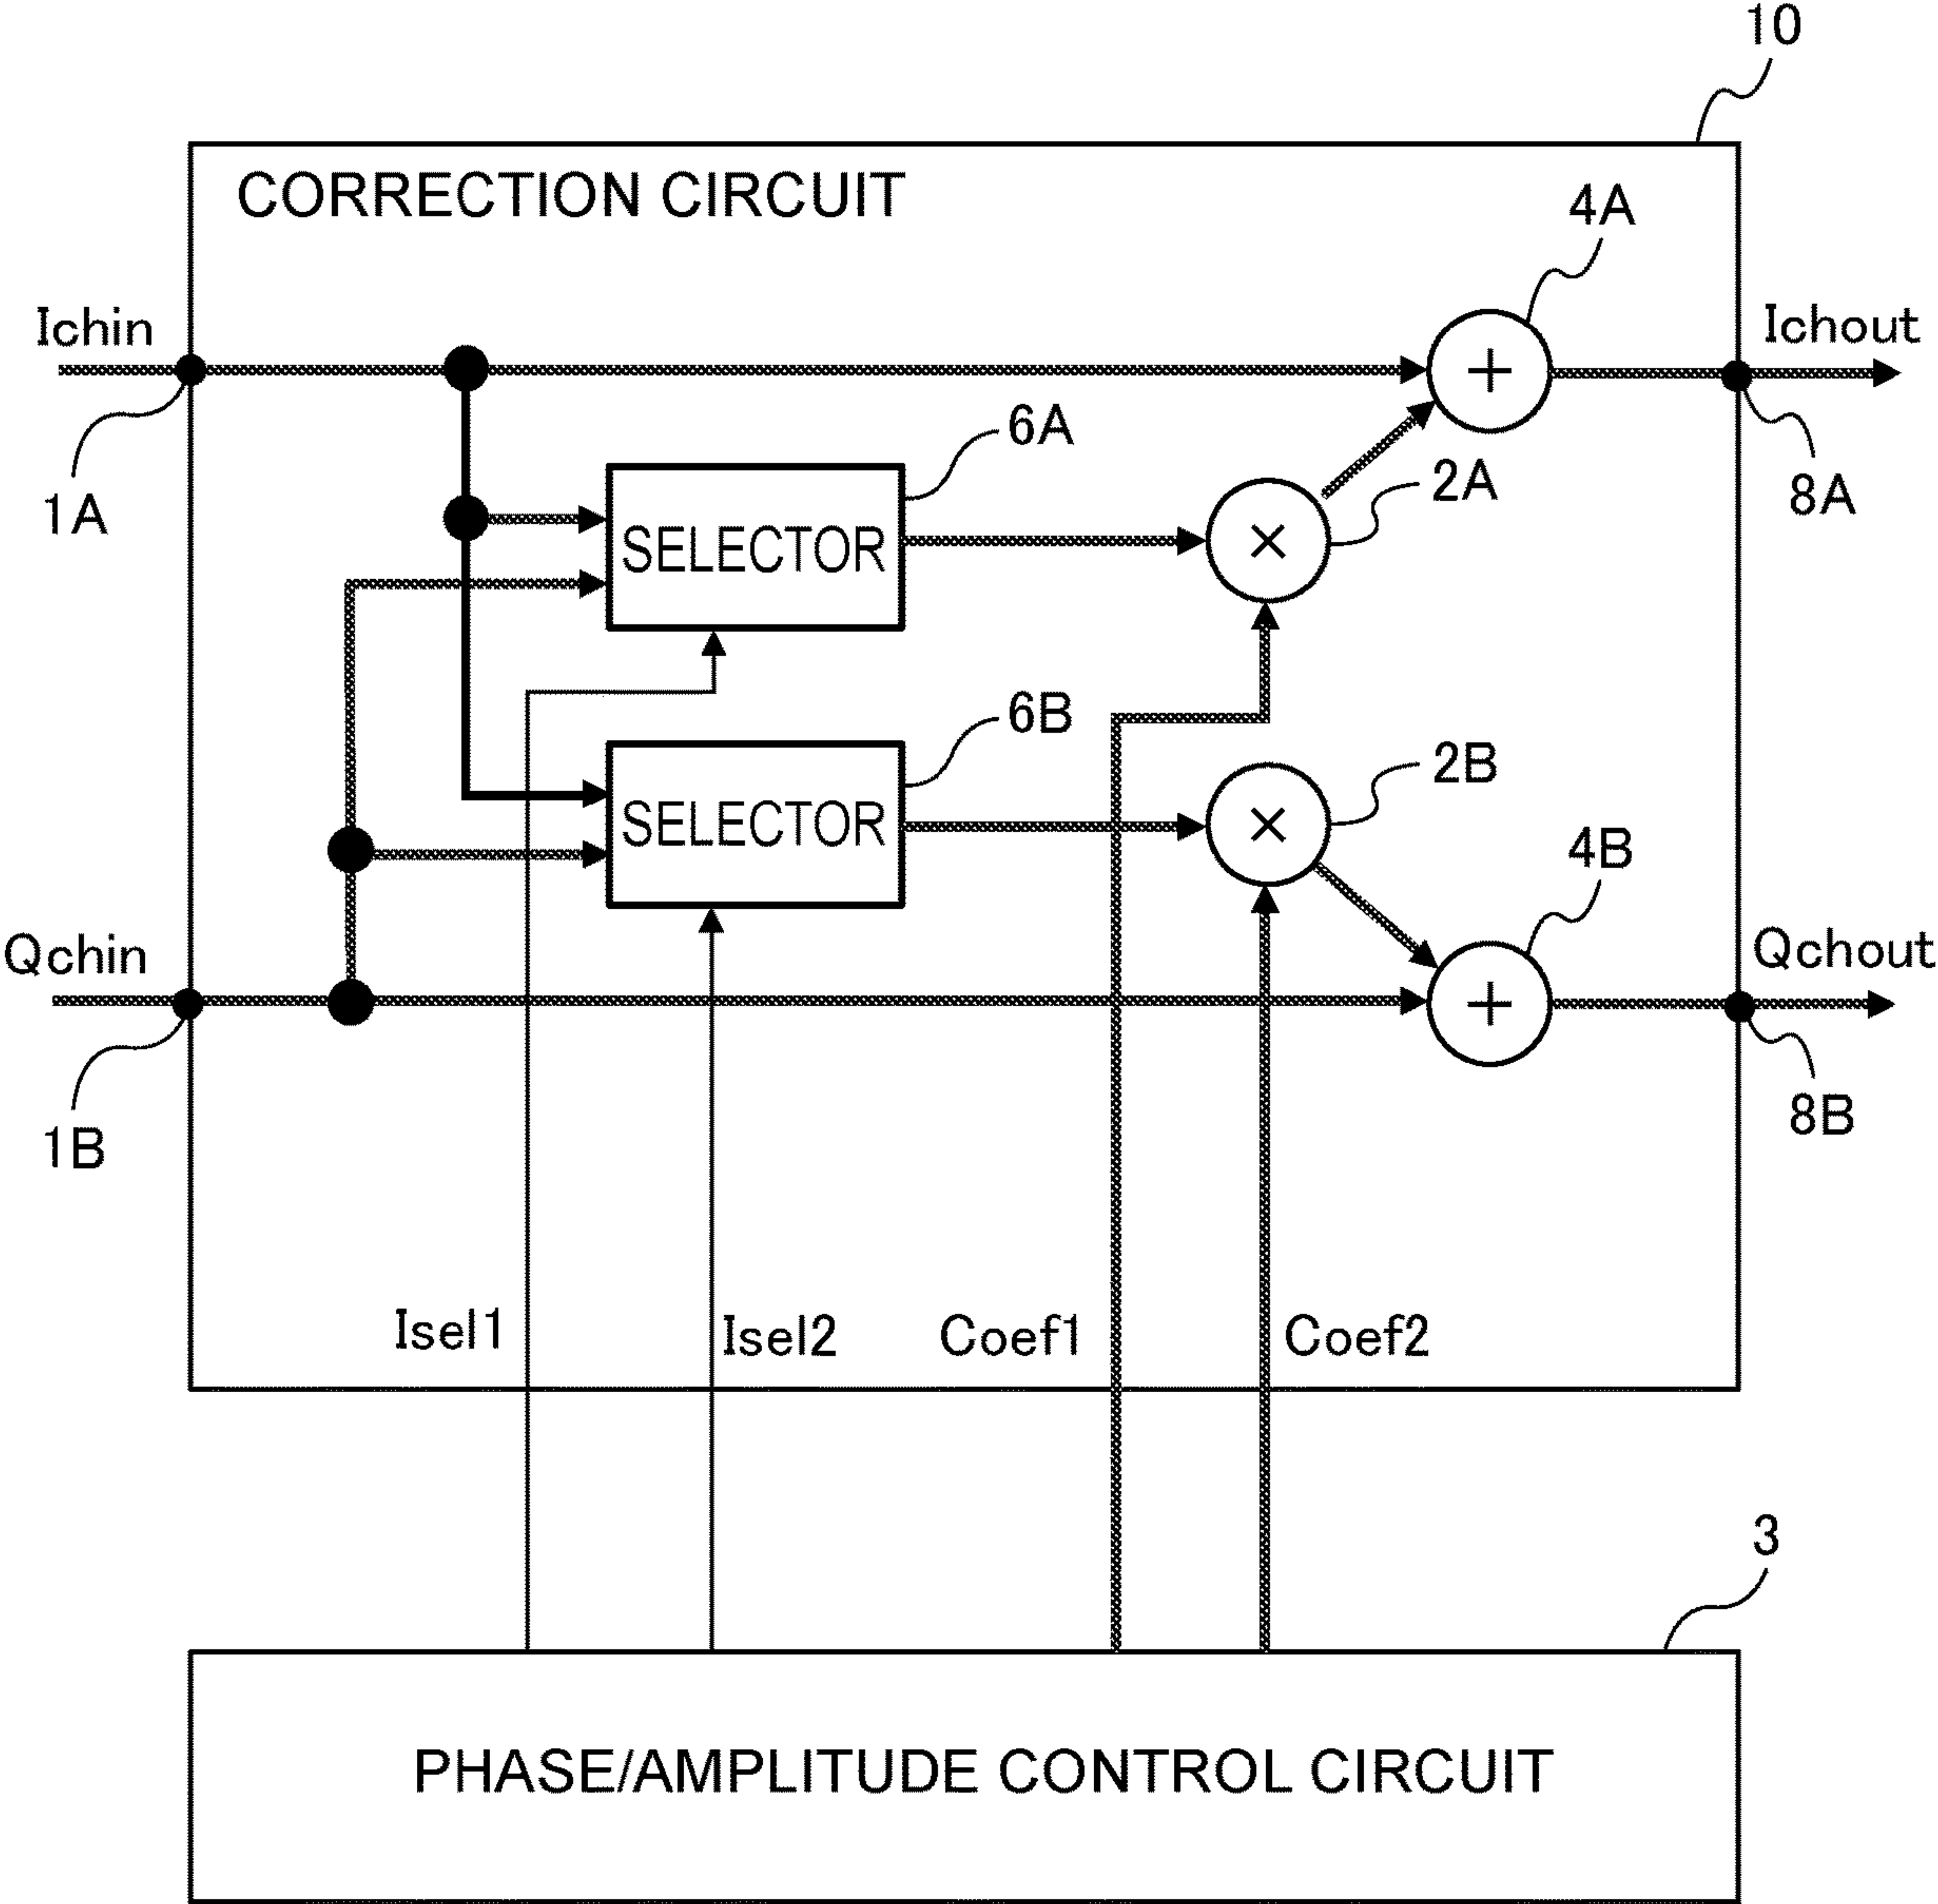 10
CORRECTION CIRCUIT
4A
Ichin
Ichout
6A
2A
1A
8A
SELECTOR
×
+
6B
2B
SELECTOR
×
4B
Qchin
Qchout
+
1B
8B
Isel1
Isel2
Coef1
Coef2
3
PHASE/AMPLITUDE CONTROL CIRCUIT